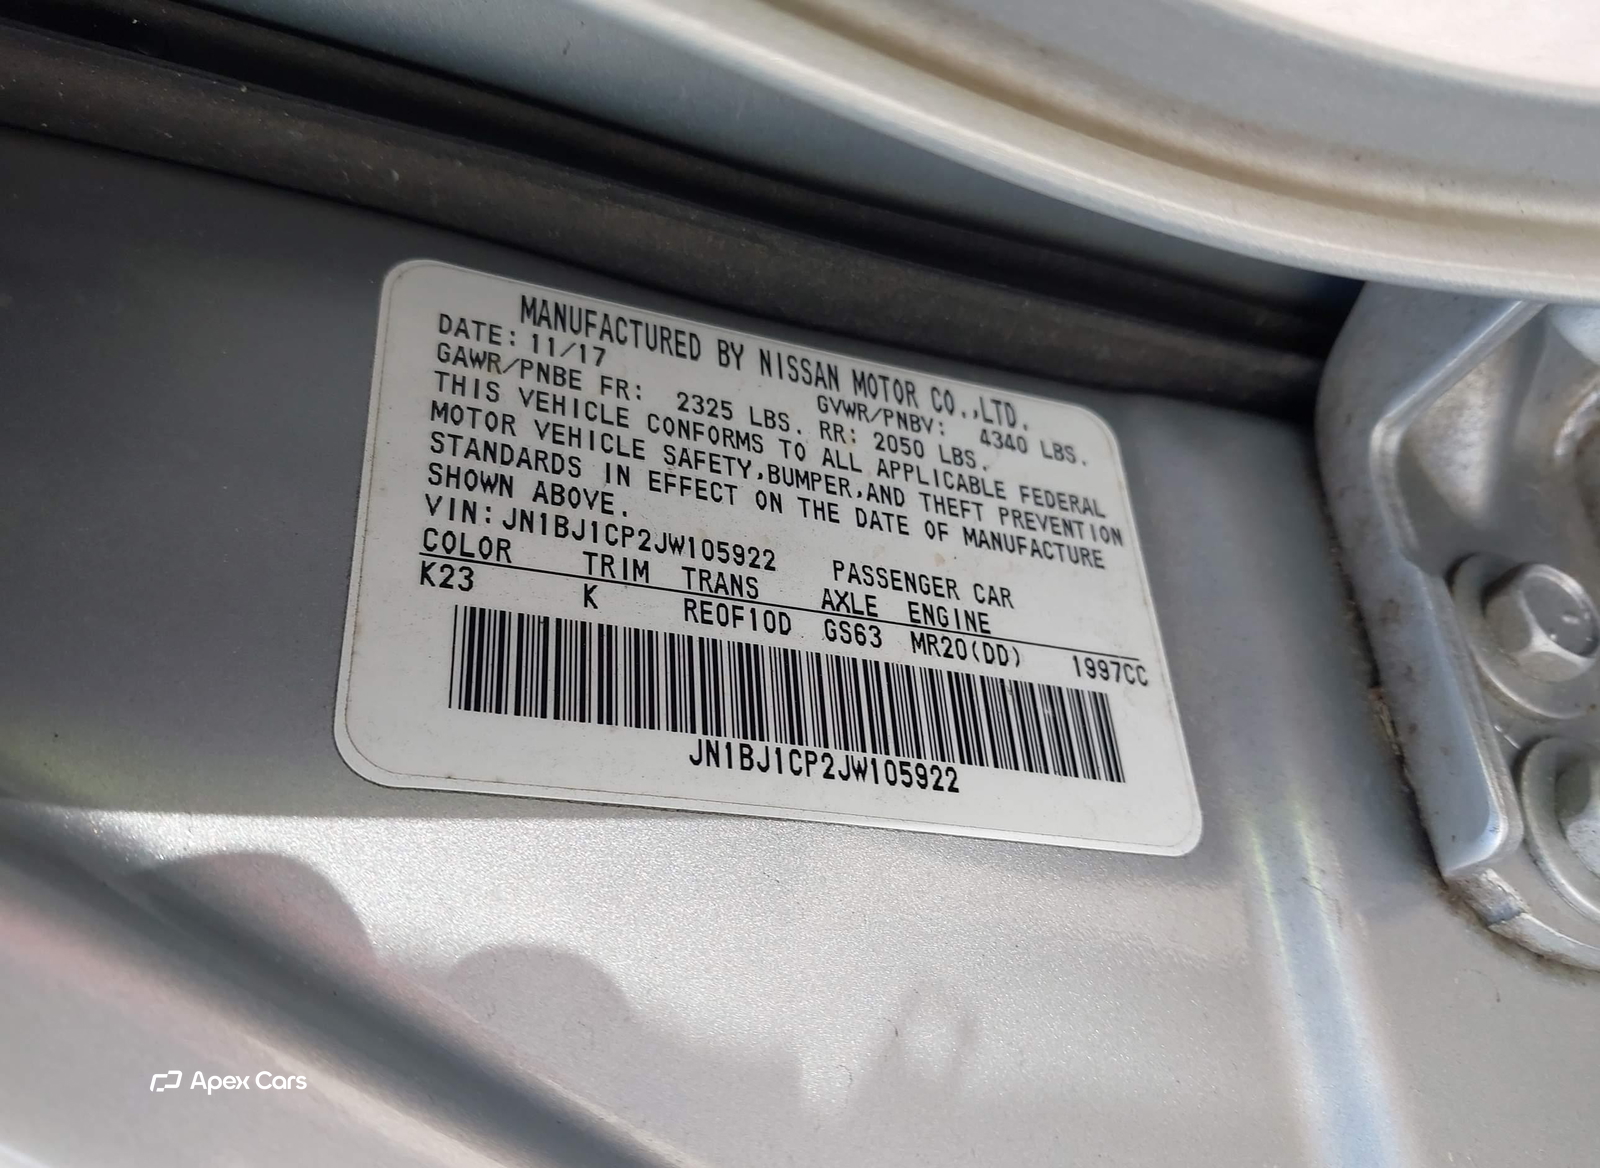 MANUFACTURED BY NISSAN MOTOR CO.,LTD.
DATE: 11/17 GVWR/PNBV: 4340 LBS.
GAWR/PNBE FR: 2325 LBS. RR: 2050 LBS.
THIS VEHICLE CONFORMS TO ALL APPLICABLE FEDERAL
MOTOR VEHICLE SAFETY,BUMPER,AND THEFT PREVENTION
STANDARDS IN EFFECT ON THE DATE OF MANUFACTURE
SHOWN ABOVE.
VIN: JN1BJ1CP2JW105922 PASSENGER CAR
COLOR TRIM TRANS AXLE ENGINE
K23 K RE0F10D GS63 MR20(DD) 1997CC
JN1BJ1CP2JW105922
Apex Cars